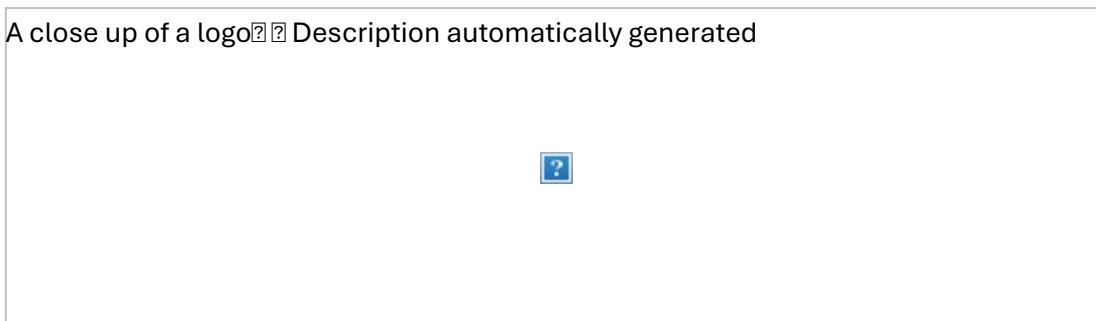 A close up of a logo⍰ ⍰ Description automatically generated
?